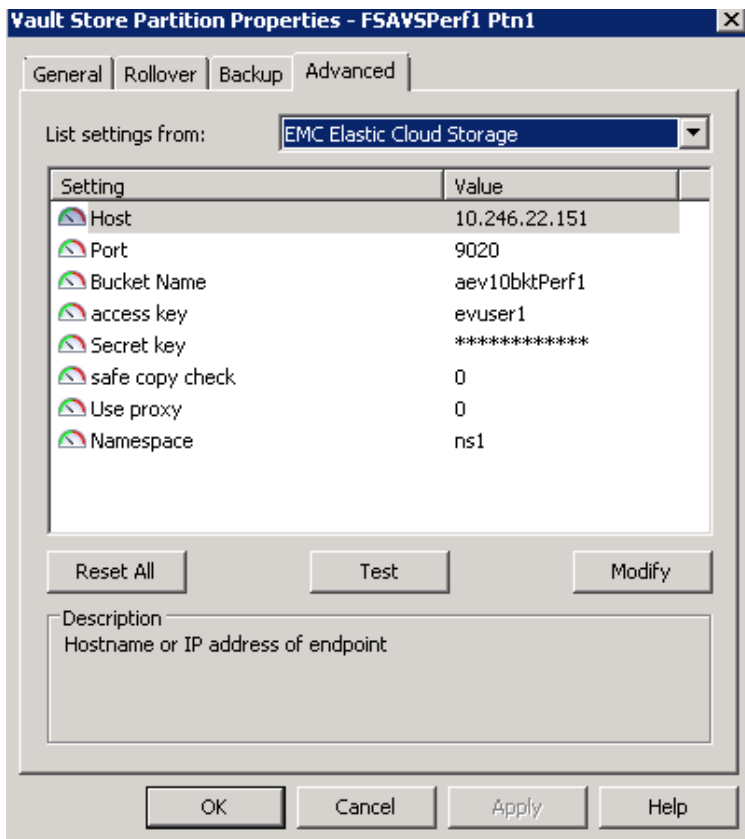 Vault Store Partition Properties - FSAVSPerf1 Ptn1
General Rollover Backup Advanced
List settings from: EMC Elastic Cloud Storage
Setting Value
Host 10.246.22.151
Port 9020
Bucket Name aev10bktPerf1
access key evuser1
Secret key ************
safe copy check 0
Use proxy 0
Namespace ns1
Reset All Test Modify
Description
Hostname or IP address of endpoint
OK Cancel Apply Help